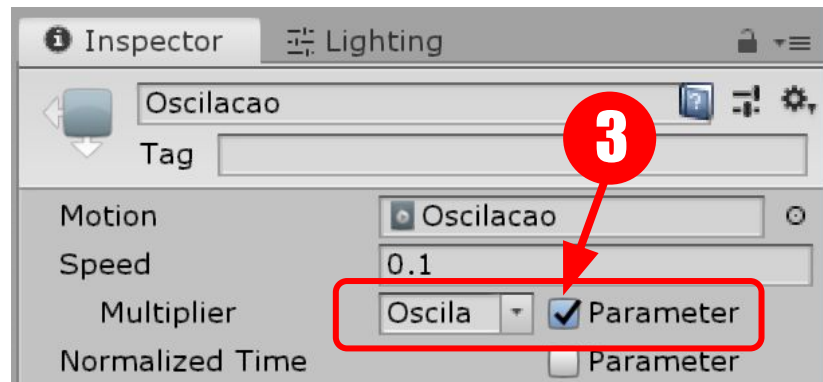 Inspector Lighting
Oscilacao
Tag
3
Motion Oscilacao
Speed 0.1
Multiplier Oscila Parameter
Normalized Time Parameter